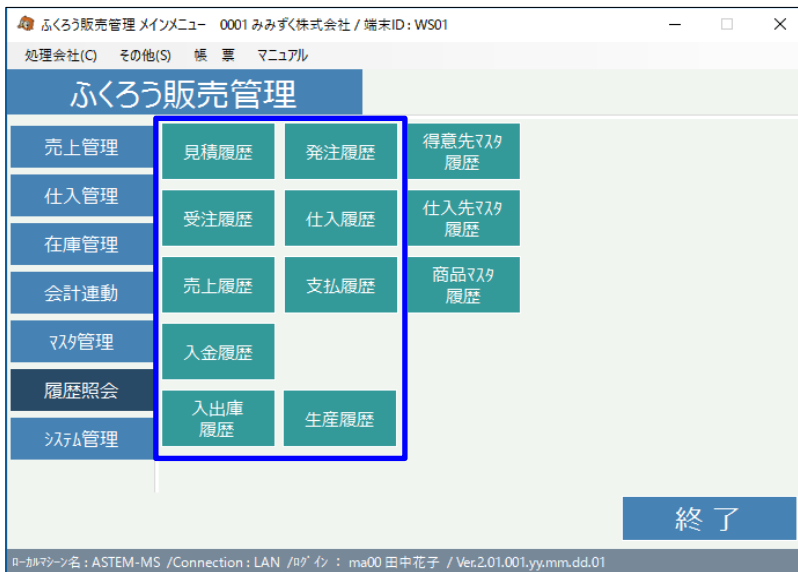 ふくろう販売管理 メインメニュー 0001 みみずく株式会社 / 端末ID : WS01
処理会社(C) その他(S) 帳 票 マニュアル
ふくろう販売管理
売上管理
仕入管理
在庫管理
会計連動
ﾏｽﾀ管理
履歴照会
ｼｽﾃﾑ管理
見積履歴
発注履歴
得意先ﾏｽﾀ
履歴
受注履歴
仕入履歴
仕入先ﾏｽﾀ
履歴
売上履歴
支払履歴
商品ﾏｽﾀ
履歴
入金履歴
入出庫
履歴
生産履歴
終 了
ﾛｰｶﾙﾏｼｰﾝ名 : ASTEM-MS /Connection : LAN /ﾛｸﾞｲﾝ : ma00 田中花子 / Ver.2.01.001.yy.mm.dd.01